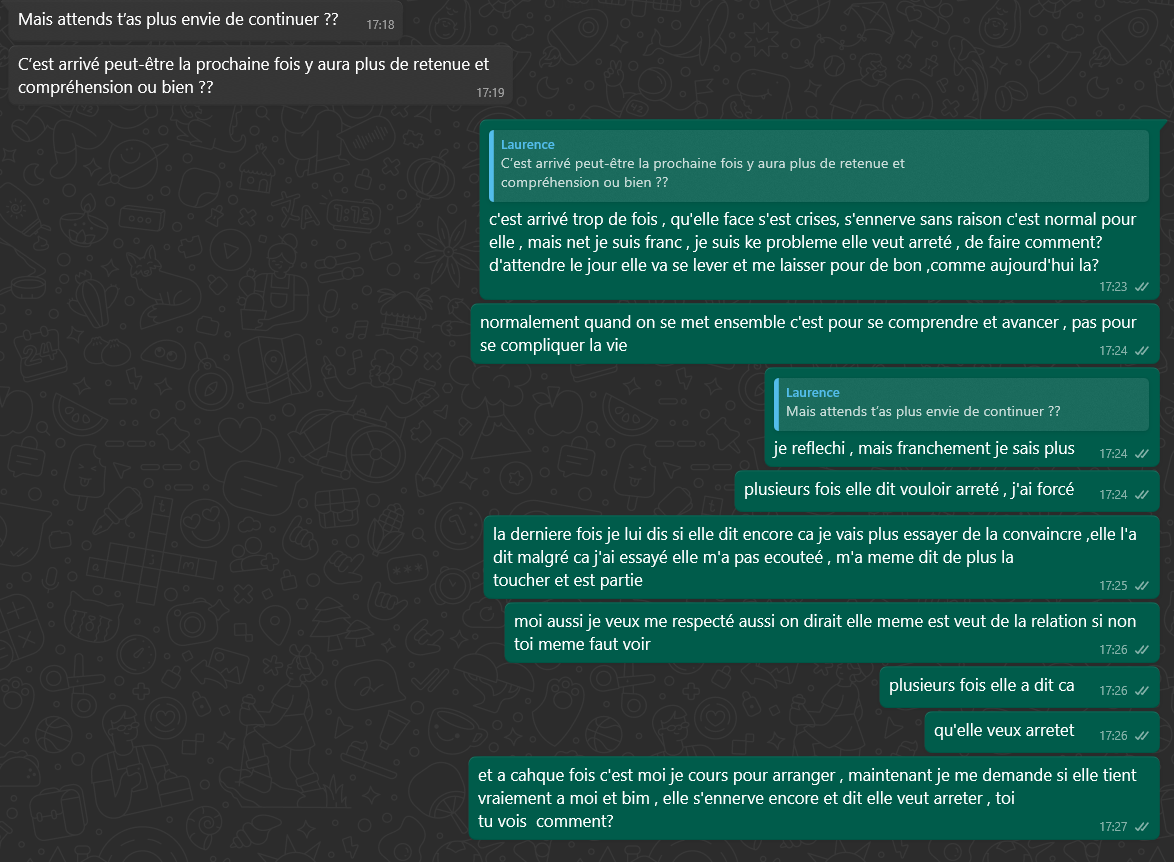 Mais attends t’as plus envie de continuer ??
17:18
C’est arrivé peut-être la prochaine fois y aura plus de retenue et
compréhension ou bien ??
17:19
Laurence
C’est arrivé peut-être la prochaine fois y aura plus de retenue et
compréhension ou bien ??
c'est arrivé trop de fois , qu'elle face s'est crises, s'ennerve sans raison c'est normal pour
elle , mais net je suis franc , je suis ke probleme elle veut arreté , de faire comment?
d'attendre le jour elle va se lever et me laisser pour de bon ,comme aujourd'hui la?
17:23
normalement quand on se met ensemble c'est pour se comprendre et avancer , pas pour
se compliquer la vie
17:24
Laurence
Mais attends t’as plus envie de continuer ??
je reflechi , mais franchement je sais plus
17:24
plusieurs fois elle dit vouloir arreté , j'ai forcé
17:24
la derniere fois je lui dis si elle dit encore ca je vais plus essayer de la convaincre ,elle l'a
dit malgré ca j'ai essayé elle m'a pas ecouteé , m'a meme dit de plus la
toucher et est partie
17:25
moi aussi je veux me respecté aussi on dirait elle meme est veut de la relation si non
toi meme faut voir
17:26
plusieurs fois elle a dit ca
17:26
qu'elle veux arretet
17:26
et a cahque fois c'est moi je cours pour arranger , maintenant je me demande si elle tient
vraiement a moi et bim , elle s'ennerve encore et dit elle veut arreter , toi
tu vois  comment?
17:27